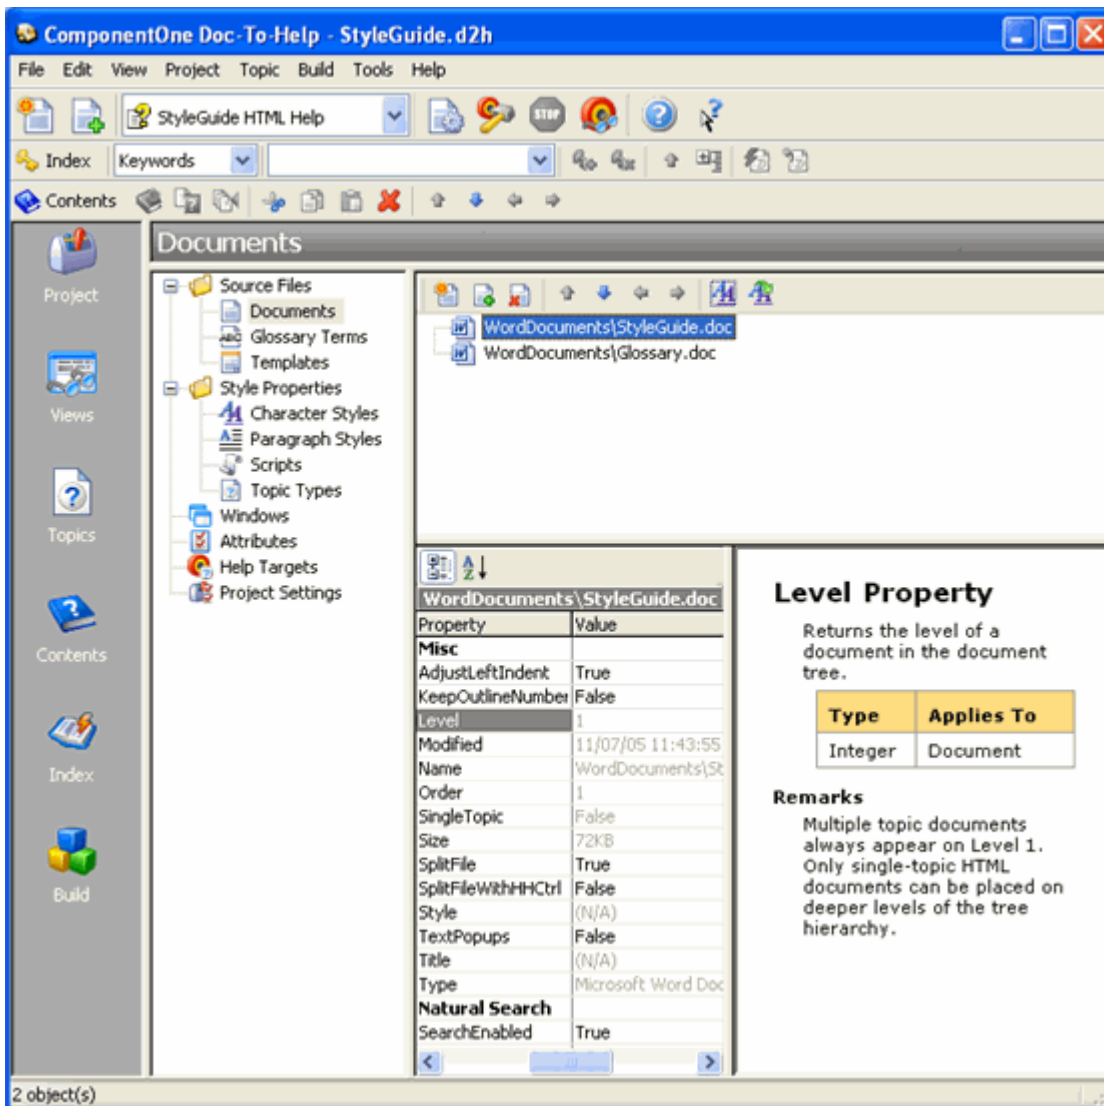 ComponentOne Doc-To-Help - StyleGuide.d2h
File Edit View Project Topic Build Tools Help
StyleGuide HTML Help STOP
Index Keywords
Contents
Project
Views
Topics
Contents
Index
Build
Documents
Source Files
Documents
Glossary Terms
Templates
Style Properties
Character Styles
Paragraph Styles
Scripts
Topic Types
Windows
Attributes
Help Targets
Project Settings
WordDocuments\StyleGuide.doc
WordDocuments\Glossary.doc
WordDocuments\StyleGuide.doc
Property Value
Misc
AdjustLeftIndent True
KeepOutlineNumber False
Level 1
Modified 11/07/05 11:43:55
Name WordDocuments\St
Order 1
SingleTopic False
Size 72KB
SplitFile True
SplitFileWithHHCtrl False
Style (N/A)
TextPopups False
Title (N/A)
Type Microsoft Word Doc
Natural Search
SearchEnabled True
Level Property
Returns the level of a
document in the document
tree.
Type Applies To
Integer Document
Remarks
Multiple topic documents
always appear on Level 1.
Only single-topic HTML
documents can be placed on
deeper levels of the tree
hierarchy.
2 object(s)